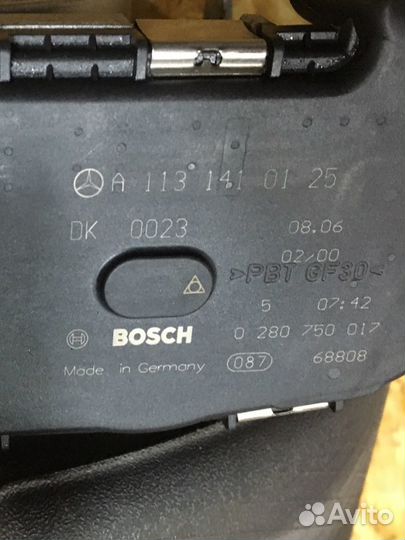 A 113 141 01 25
DK 0023 08.06
02/00
>PBT GF30<
5 07:42
BOSCH 0 280 750 017
Made in Germany 087 68808
Avito